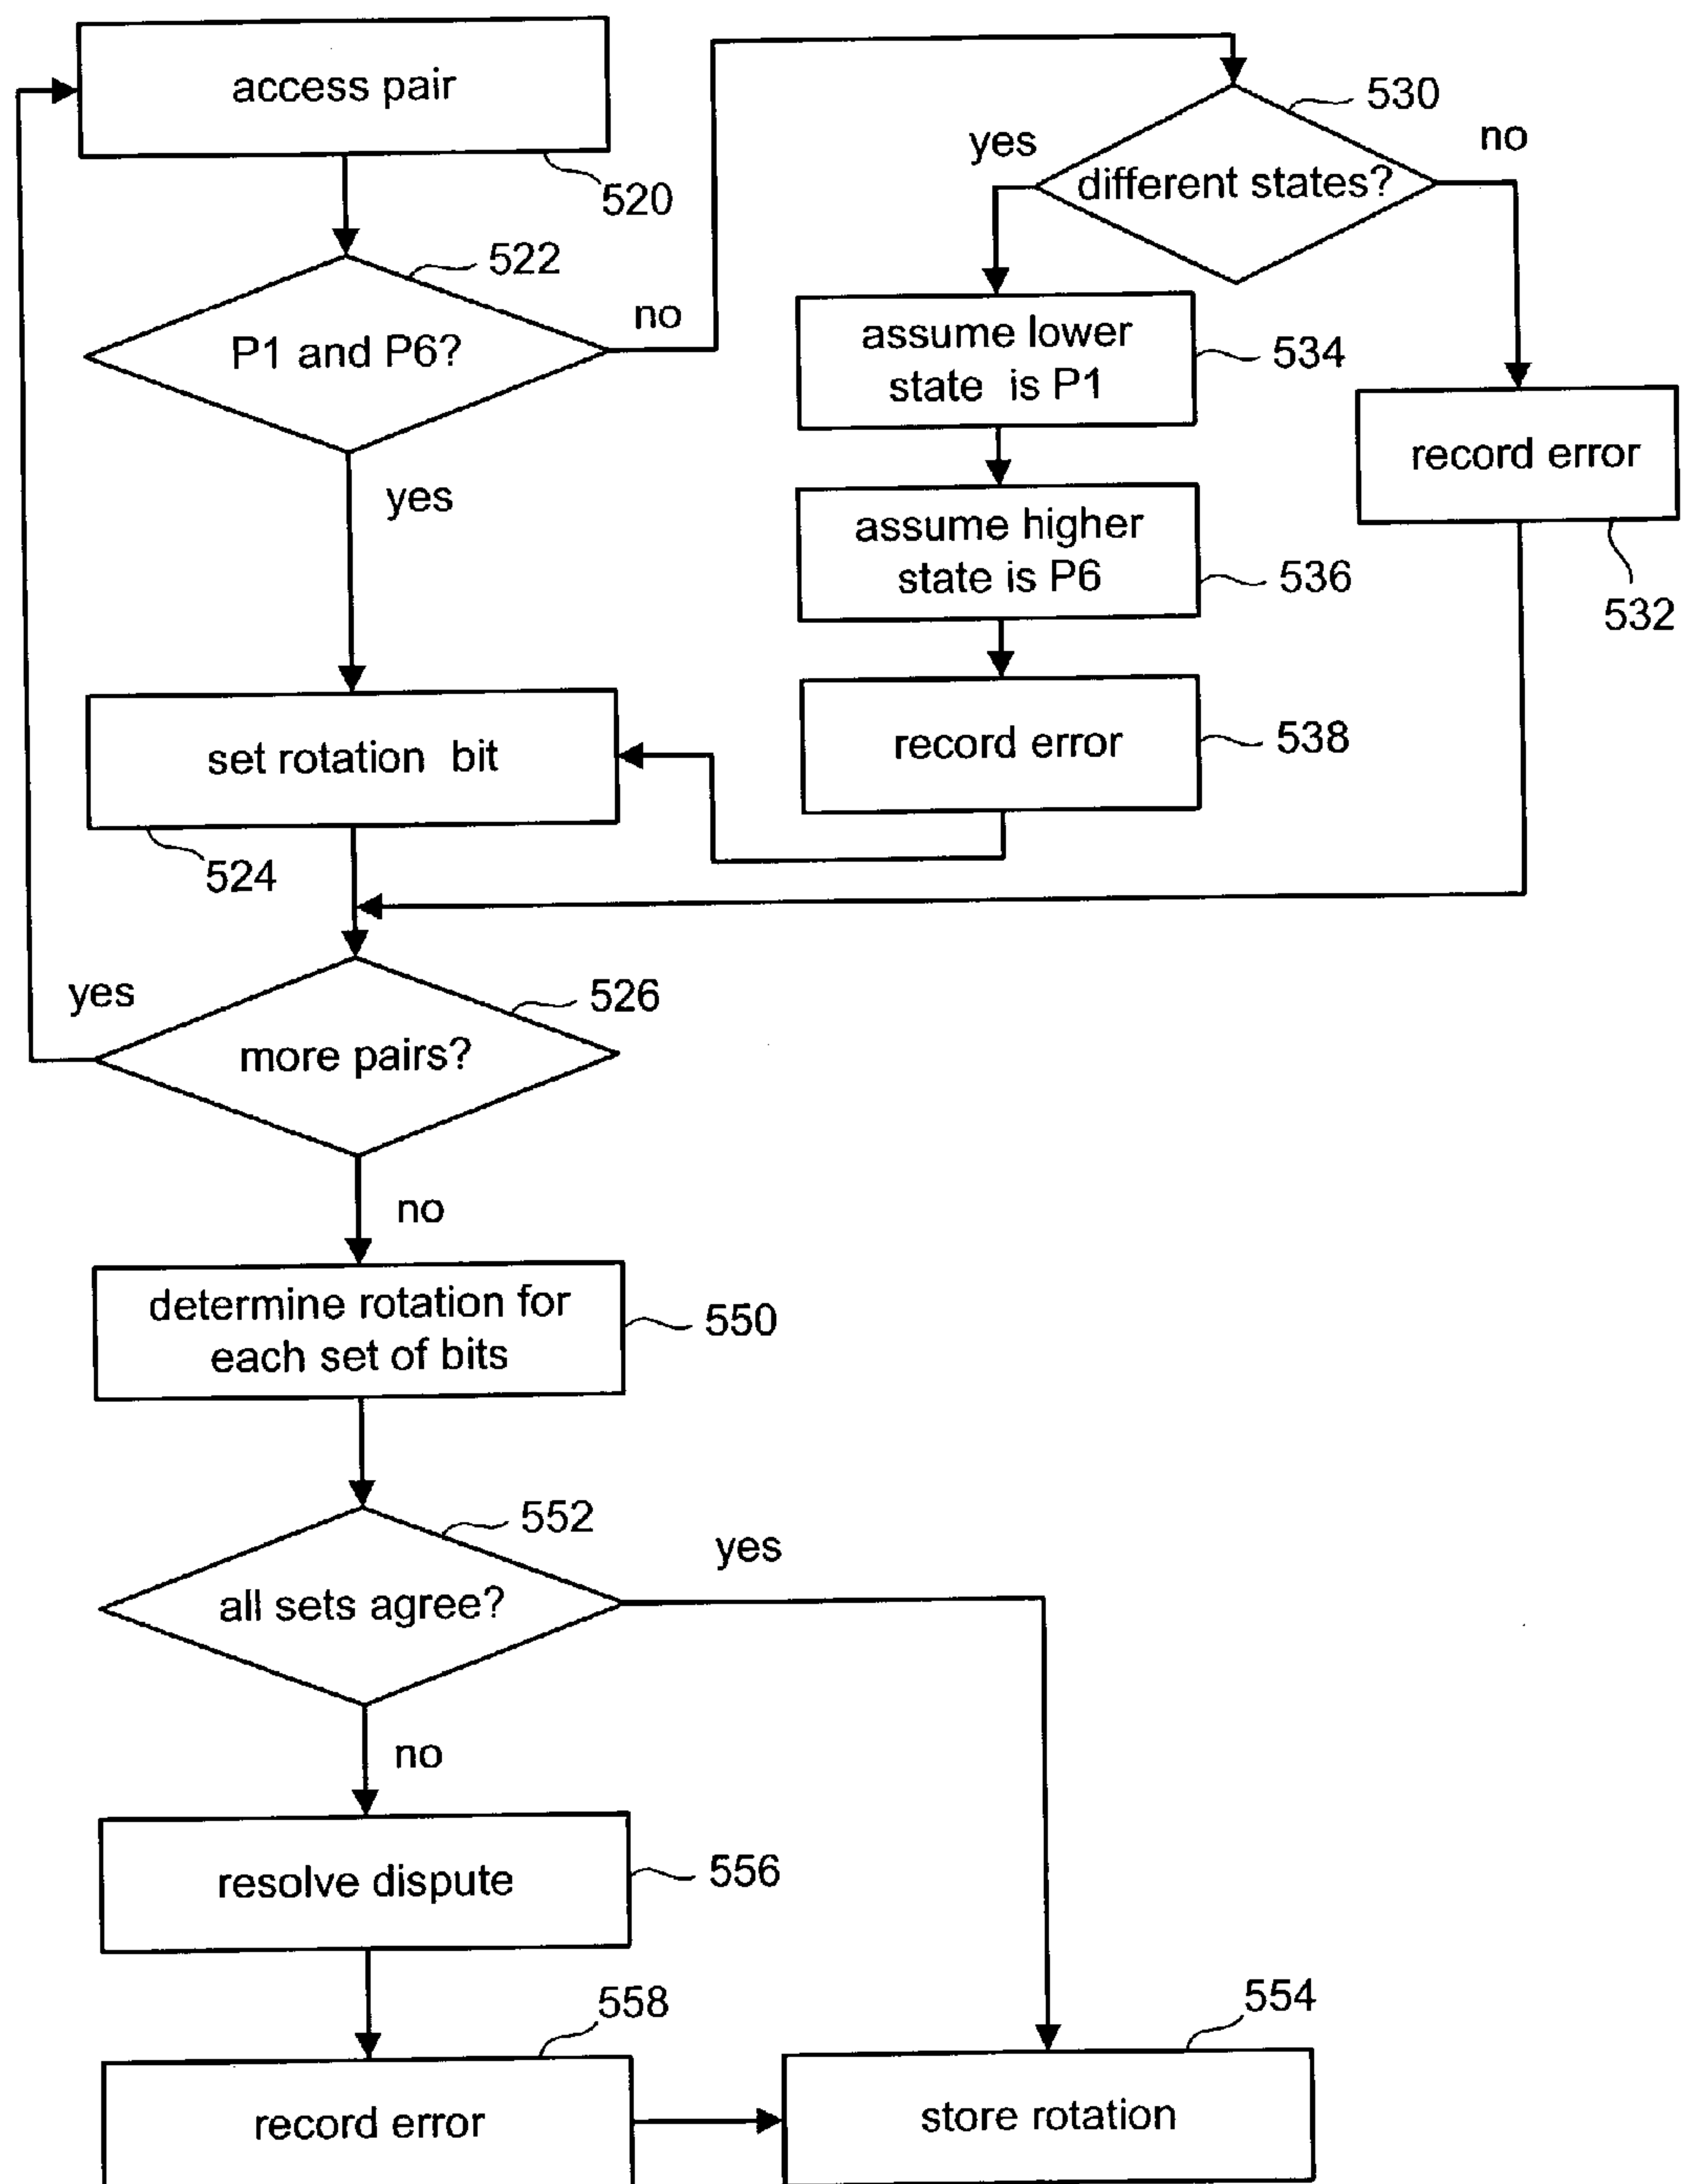 access pair
520
522
P1 and P6?
no
yes
530
yes
no
different states?
assume lower
state is P1
534
record error
532
assume higher
state is P6
536
record error
538
set rotation bit
524
526
yes
more pairs?
no
determine rotation for
each set of bits
550
552
yes
all sets agree?
no
resolve dispute
556
558
record error
554
store rotation